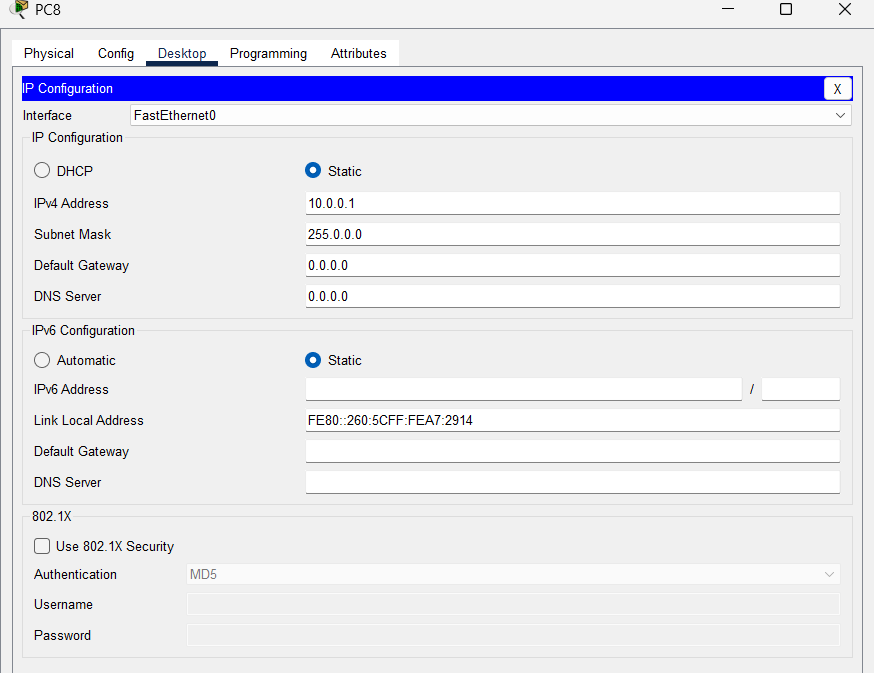 PC8
Physical Config Desktop Programming Attributes
IP Configuration X
Interface FastEthernet0
IP Configuration
DHCP Static
IPv4 Address 10.0.0.1
Subnet Mask 255.0.0.0
Default Gateway 0.0.0.0
DNS Server 0.0.0.0
IPv6 Configuration
Automatic Static
IPv6 Address /
Link Local Address FE80::260:5CFF:FEA7:2914
Default Gateway
DNS Server
802.1X
Use 802.1X Security
Authentication MD5
Username
Password